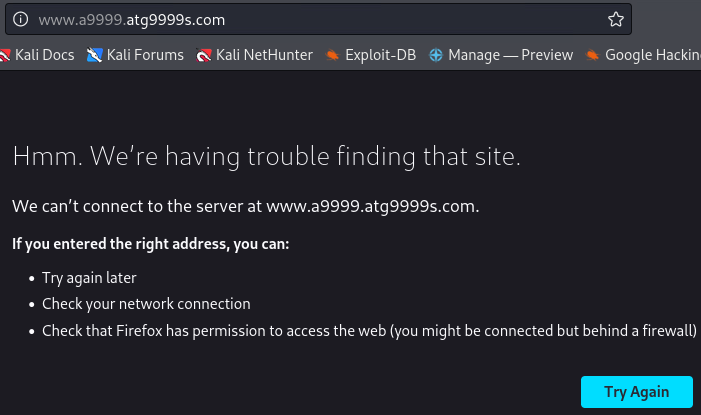 www.a9999.atg9999s.com
Kali Docs Kali Forums Kali NetHunter Exploit-DB Manage — Preview Google Hackin
Hmm. We're having trouble finding that site.
We can't connect to the server at www.a9999.atg9999s.com.
If you entered the right address, you can:
• Try again later
• Check your network connection
• Check that Firefox has permission to access the web (you might be connected but behind a firewall)
Try Again